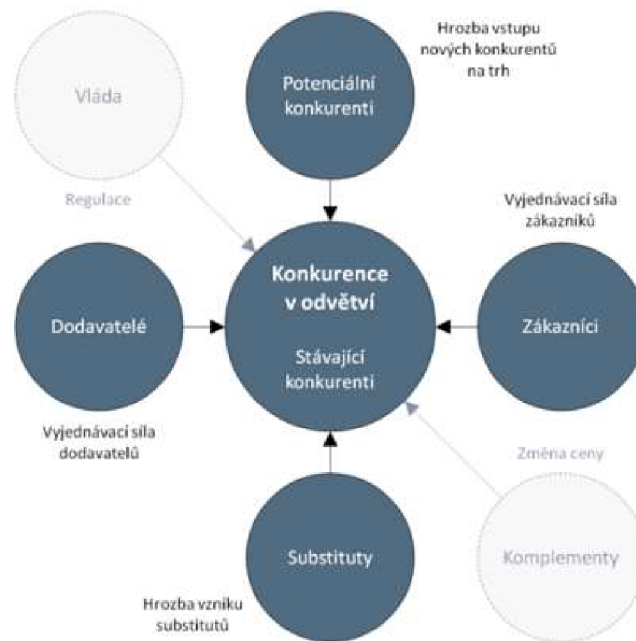 Hrozba vstupu
nových konkurentů
na trh
Potenciální
konkurenti
Vláda
Regulace
Vyjednávací síla
zákazníků
Konkurence
v odvětví
Stávající
konkurenti
Dodavatelé
Zákazníci
Vyjednávací síla
dodavatelů
Změna ceny
Substituty
Komplementy
Hrozba vzniku
substitutů